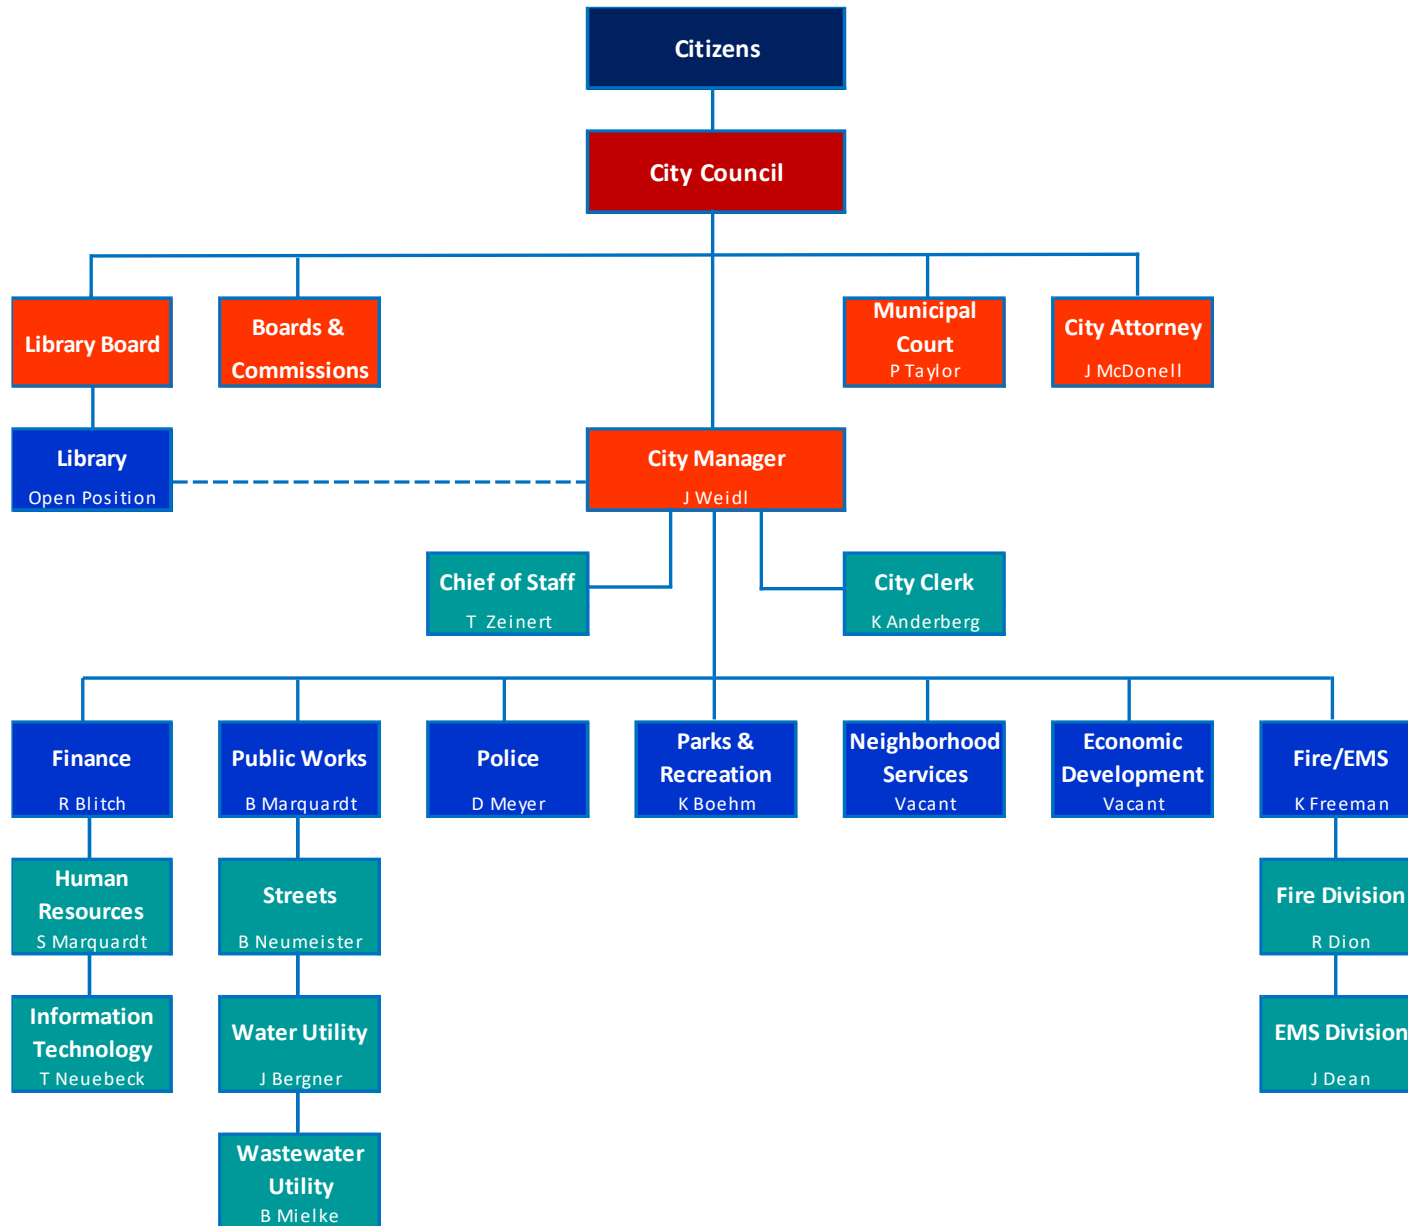 Citizens
City Council
Library Board
Boards &
Commissions
Municipal
Court
P Taylor
City Attorney
J McDonell
Library
Open Position
City Manager
J Weidl
Chief of Staff
T Zeinert
City Clerk
K Anderberg
Finance
R Blitch
Public Works
B Marquardt
Police
D Meyer
Parks &
Recreation
K Boehm
Neighborhood
Services
Vacant
Economic
Development
Vacant
Fire/EMS
K Freeman
Human
Resources
S Marquardt
Streets
B Neumeister
Fire Division
R Dion
Information
Technology
T Neuebeck
Water Utility
J Bergner
EMS Division
J Dean
Wastewater
Utility
B Mielke